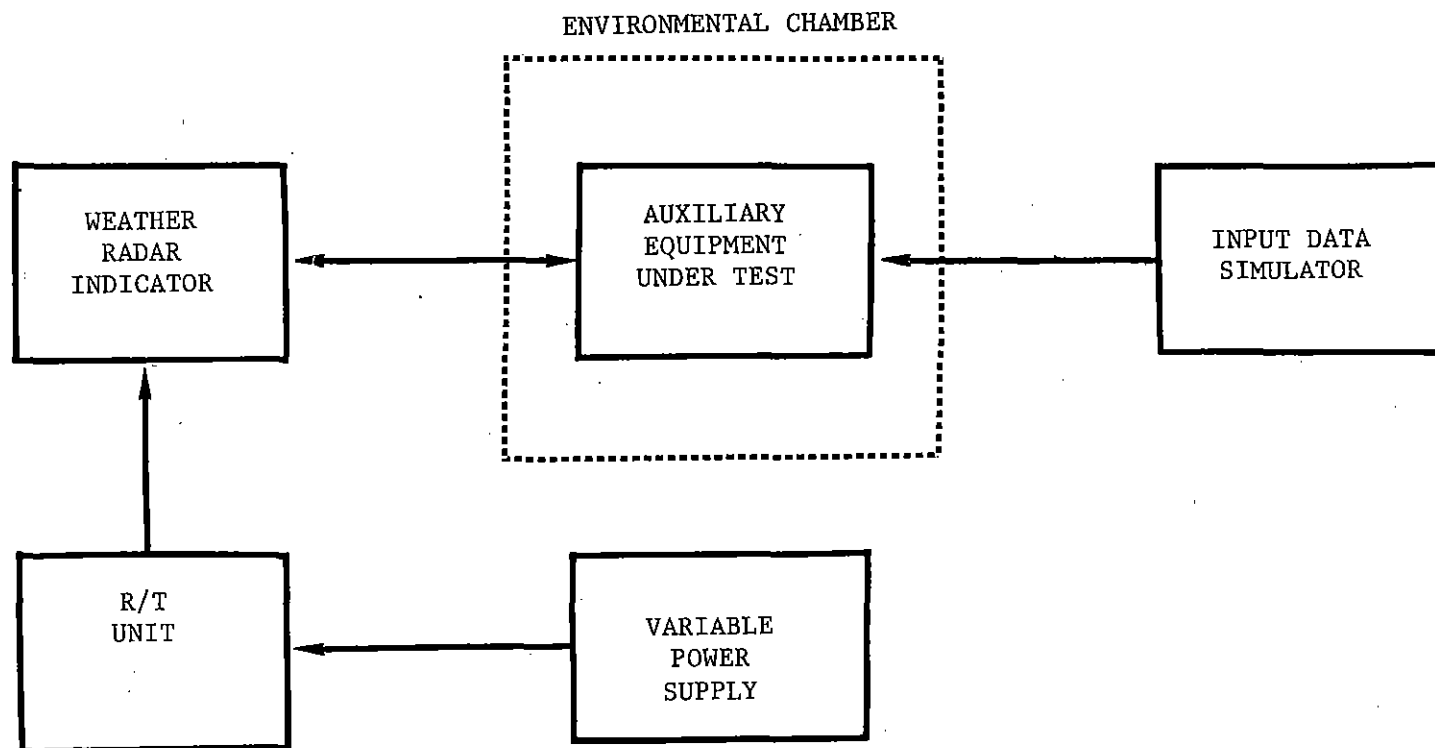 ENVIRONMENTAL CHAMBER
WEATHER
RADAR
INDICATOR
AUXILIARY
EQUIPMENT
UNDER TEST
INPUT DATA
SIMULATOR
R/T
UNIT
VARIABLE
POWER
SUPPLY